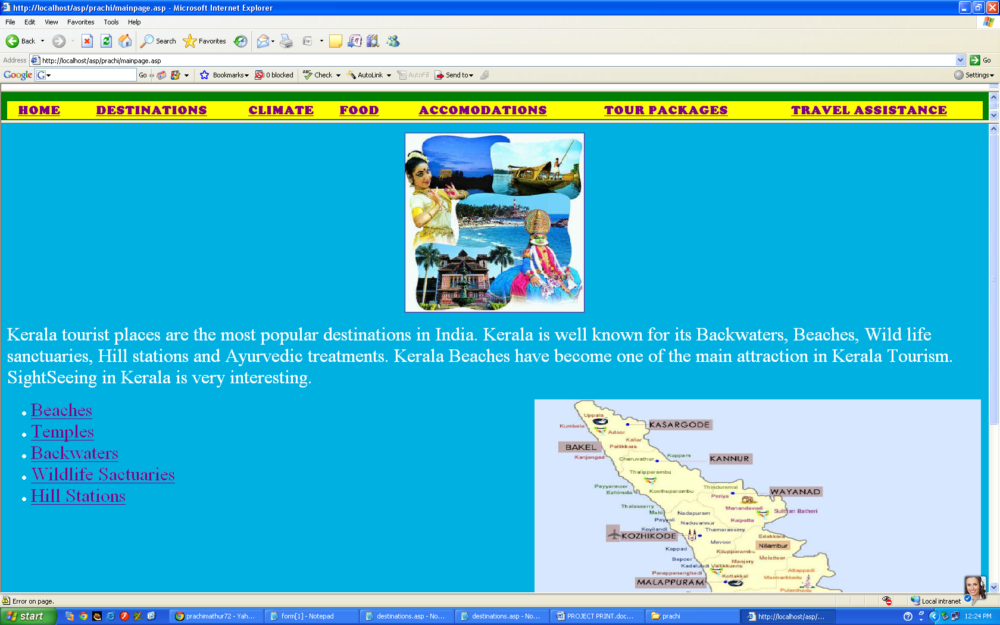 http://localhost/asp/prachi/mainpage.asp - Microsoft Internet Explorer
File Edit View Favorites Tools Help
Back Search Favorites
Address http://localhost/asp/prachi/mainpage.asp Go
Google G Go Bookmarks 0 blocked Check AutoLink AutoFill Send to Settings
HOME DESTINATIONS CLIMATE FOOD ACCOMODATIONS TOUR PACKAGES TRAVEL ASSISTANCE
Kerala tourist places are the most popular destinations in India. Kerala is well known for its Backwaters, Beaches, Wild life
sanctuaries, Hill stations and Ayurvedic treatments. Kerala Beaches have become one of the main attraction in Kerala Tourism.
SightSeeing in Kerala is very interesting.
Beaches
Temples
Backwaters
Wildlife Sactuaries
Hill Stations
Uppala
Kumbala KASARGODE
Adoor
Kallar
BAKEL Pallikkara
Kanjangad Cheruvathur Kuppam KANNUR
Thalipparambu
Payyannoor Thindummal
Ezhimala Koothuparambu Periya WAYANAD
Thalasserry Manandavadi Sulthan Batheri
Mahi Nadapuram
Payyoli Naduvannur Kalpatta
Koyilandi Thamarassery
KOZHIKODE Edakkara
Mavoor Nilambur
Kappad Kilupparambu
Bepoor Manjery Melattoor
Kadalundi Vallikkunnu
Parappananghadi Kottakkal Attappadi
MALAPPURAM Mannarkkadu
Pulanthodu
Error on page. Local intranet
start prachimathur72 - Yah... form[1] - Notepad destinations.asp - No... destinations.asp - No... PROJECT PRINT.doc... prachi http://localhost/asp/... 12:24 PM